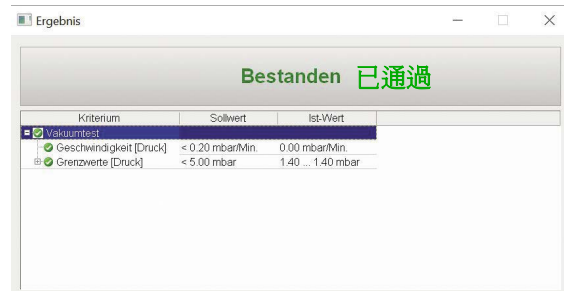 Ergebnis
Bestanden 已通過
Kriterium Sollwert Ist-Wert
Vakuumtest
Geschwindigkeit [Druck] < 0.20 mbar/Min. 0.00 mbar/Min.
Grenzwerte [Druck] < 5.00 mbar 1.40 ... 1.40 mbar